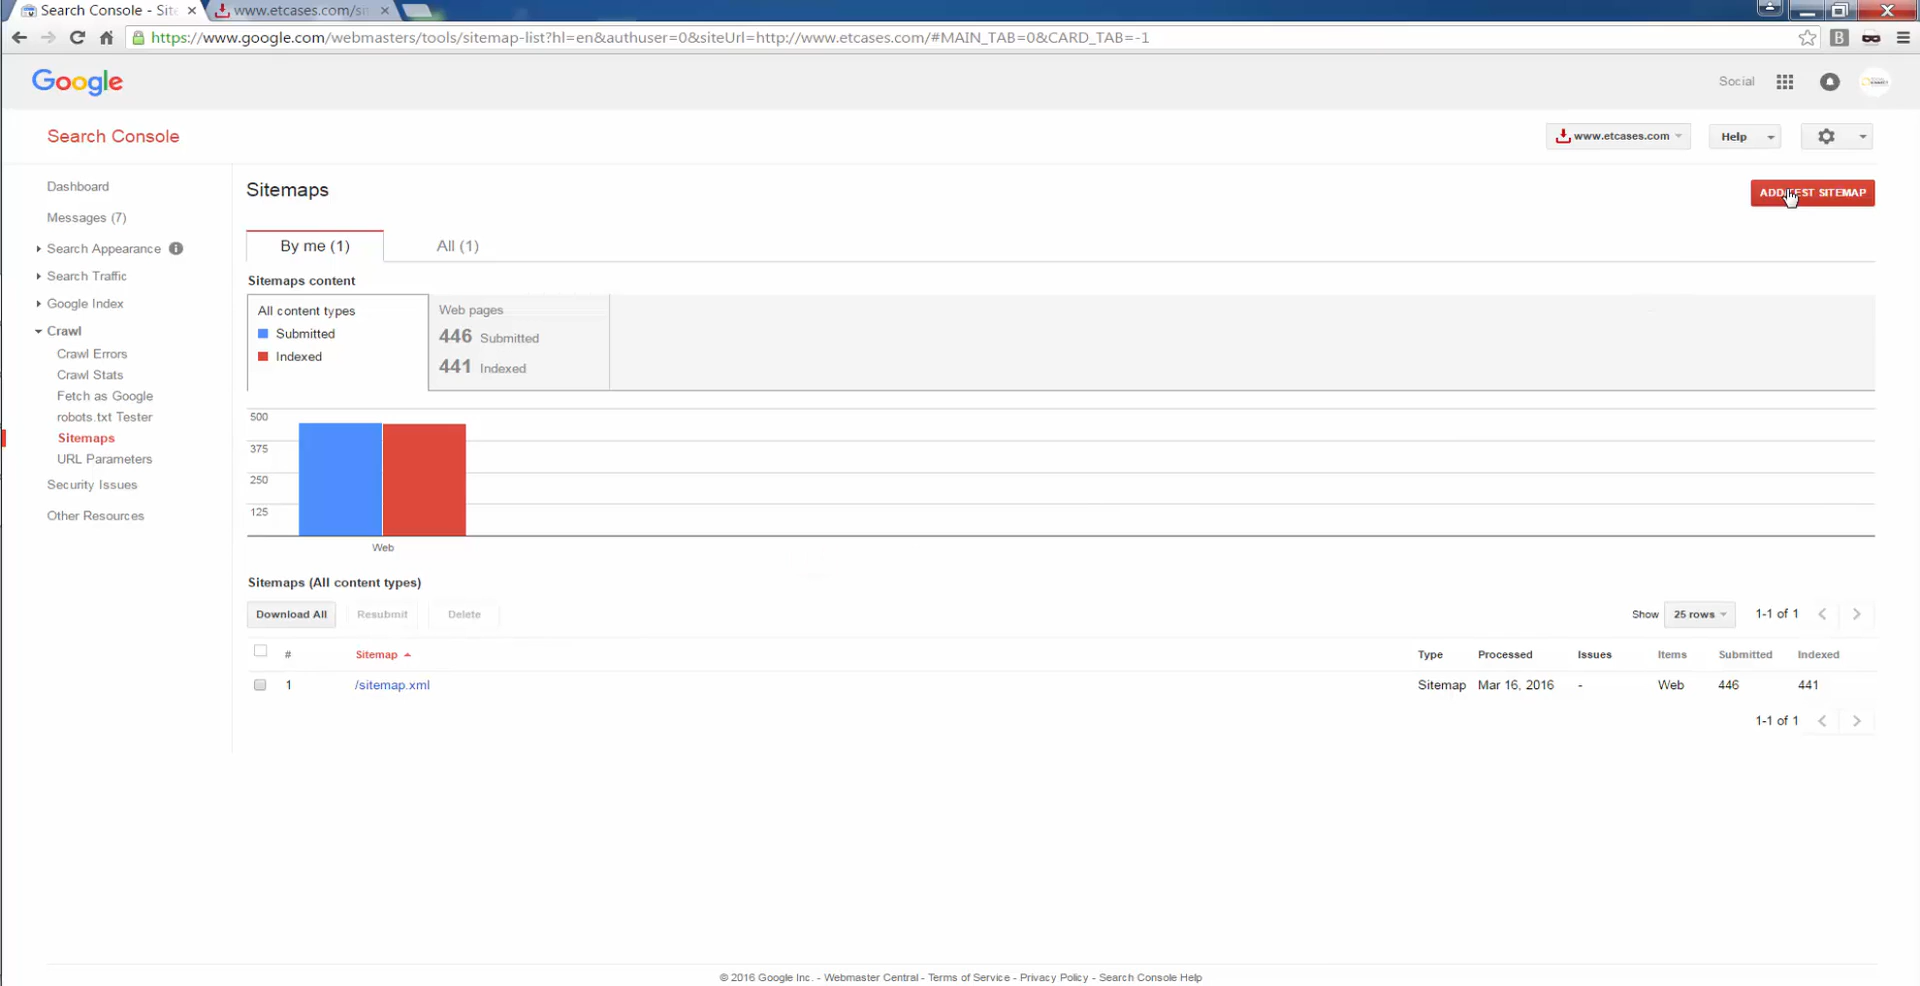 Search Console - Sit
www.etcases.com/si
https://www.google.com/webmasters/tools/sitemap-list?hl=en&authuser=0&siteUrl=http://www.etcases.com/#MAIN_TAB=0&CARD_TAB=-1
B
Google
Social
Search Console
www.etcases.com
Help
Dashboard
Messages (7)
Search Appearance
Search Traffic
Google Index
Crawl
Crawl Errors
Crawl Stats
Fetch as Google
robots.txt Tester
Sitemaps
URL Parameters
Security Issues
Other Resources
Sitemaps
ADD/TEST SITEMAP
By me (1)
All (1)
Sitemaps content
All content types
Submitted
Indexed
Web pages
446 Submitted
441 Indexed
500
375
250
125
Web
Sitemaps (All content types)
Download All
Resubmit
Delete
Show
25 rows
1-1 of 1
# Sitemap Type Processed Issues Items Submitted Indexed
1 /sitemap.xml Sitemap Mar 16, 2016 - Web 446 441
1-1 of 1
© 2016 Google Inc. - Webmaster Central - Terms of Service - Privacy Policy - Search Console Help